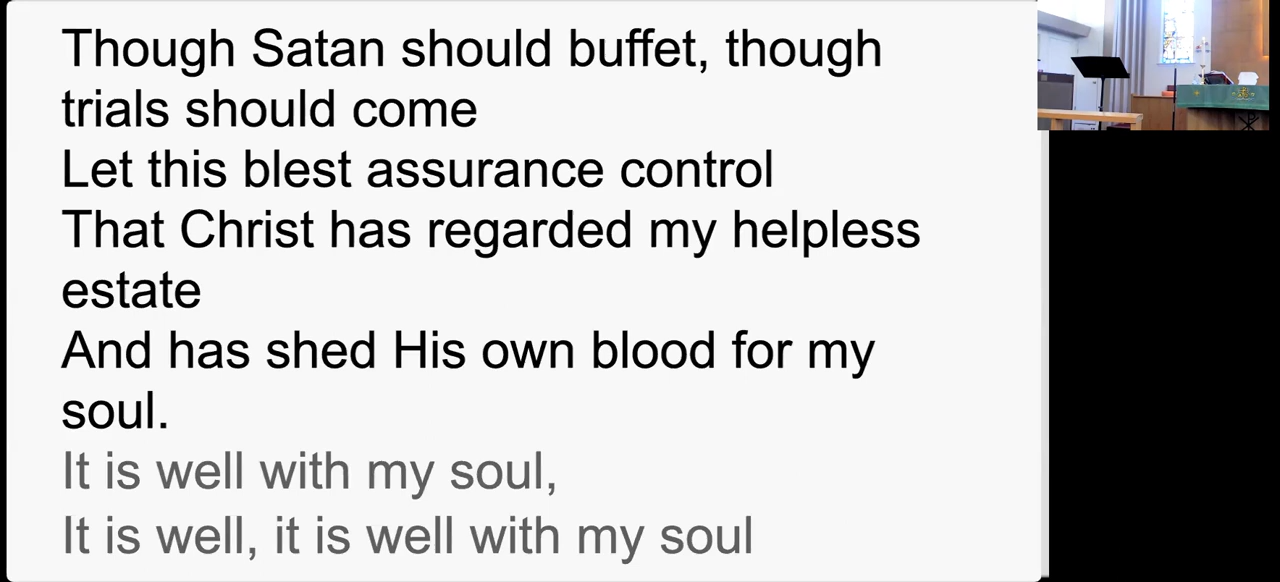 Though Satan should buffet, though
trials should come
Let this blest assurance control
That Christ has regarded my helpless
estate
And has shed His own blood for my
soul.
It is well with my soul,
It is well, it is well with my soul